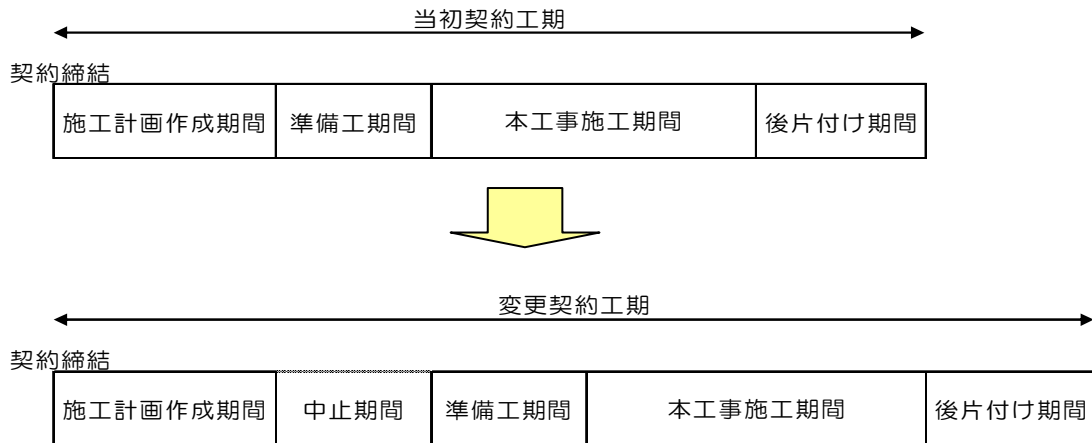 当初契約工期
契約締結
施工計画作成期間 準備工期間 本工事施工期間 後片付け期間
変更契約工期
契約締結
施工計画作成期間 中止期間 準備工期間 本工事施工期間 後片付け期間